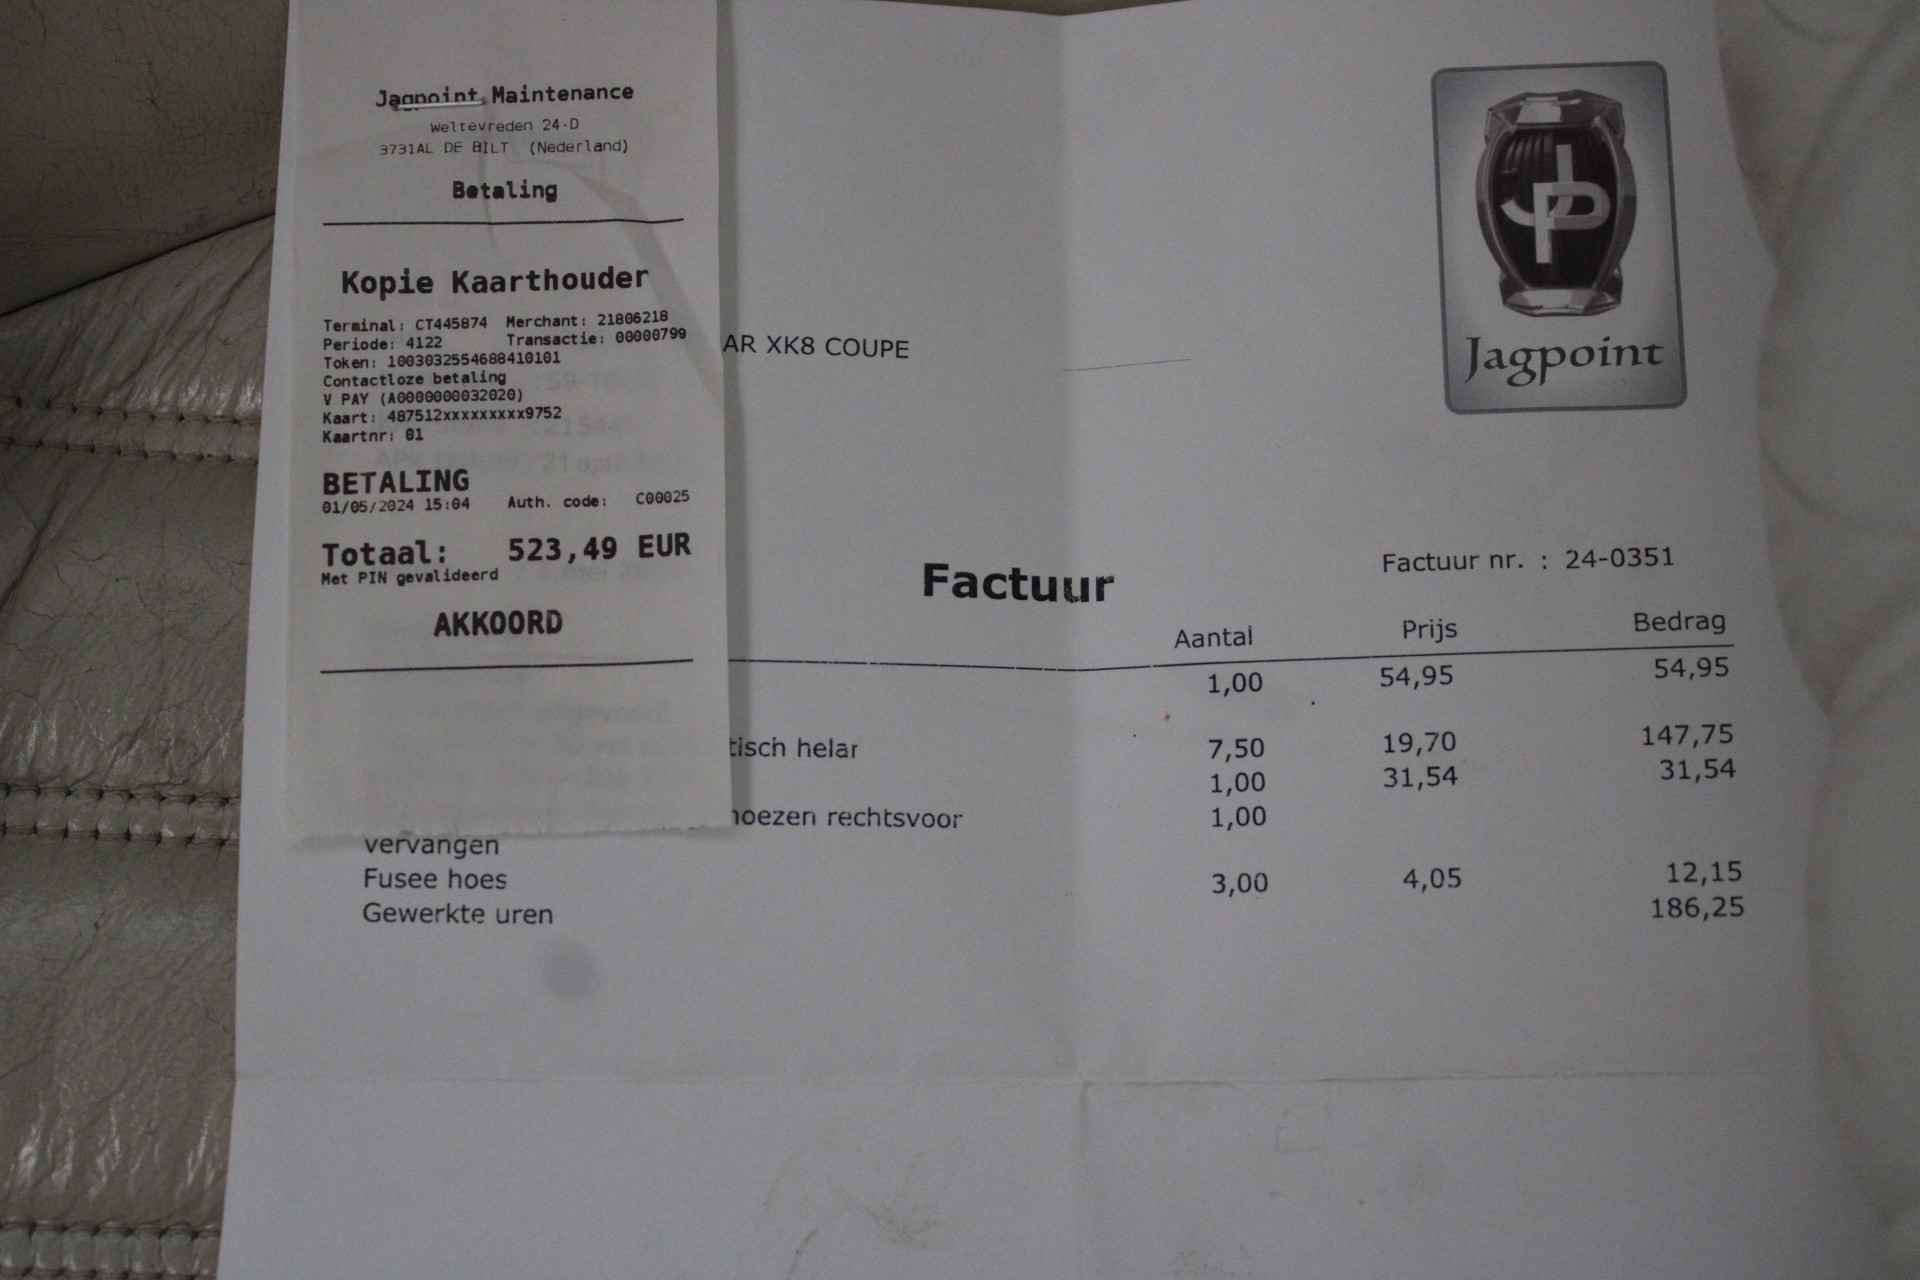 Jagpoint Maintenance
Weltevreden 24-D
3731AL DE BILT (Nederland)
Betaling
Kopie Kaarthouder
Terminal: CT445874 Merchant: 21806218
Periode: 4122 Transactie: 00000799
Token: 1003032554688410101
Contactloze betaling
V PAY (A0000000032020)
Kaart: 487512xxxxxxxxx9752
Kaartnr: 01
BETALING
01/05/2024 15:04 Auth. code: C00025
Totaal: 523,49 EUR
Met PIN gevalideerd
AKKOORD
JP
Jagpoint
AR XK8 COUPE
Factuur
Factuur nr. : 24-0351
Aantal Prijs Bedrag
1,00 54,95 54,95
tisch helar 7,50 19,70 147,75
1,00 31,54 31,54
hoezen rechtsvoor 1,00
vervangen
Fusee hoes 3,00 4,05 12,15
Gewerkte uren 186,25